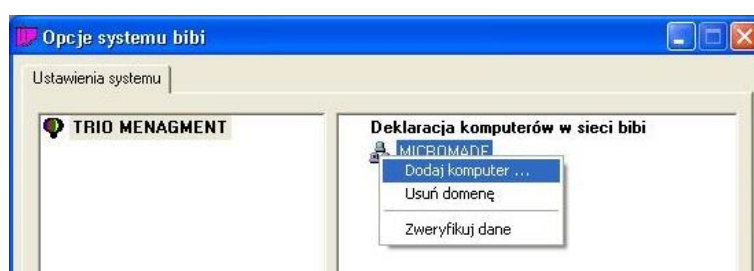 Opcje systemu bibi
Ustawienia systemu
TRIO MENAGMENT
Deklaracja komputerów w sieci bibi
MICROMADE
Dodaj komputer ...
Usuń domenę
Zweryfikuj dane